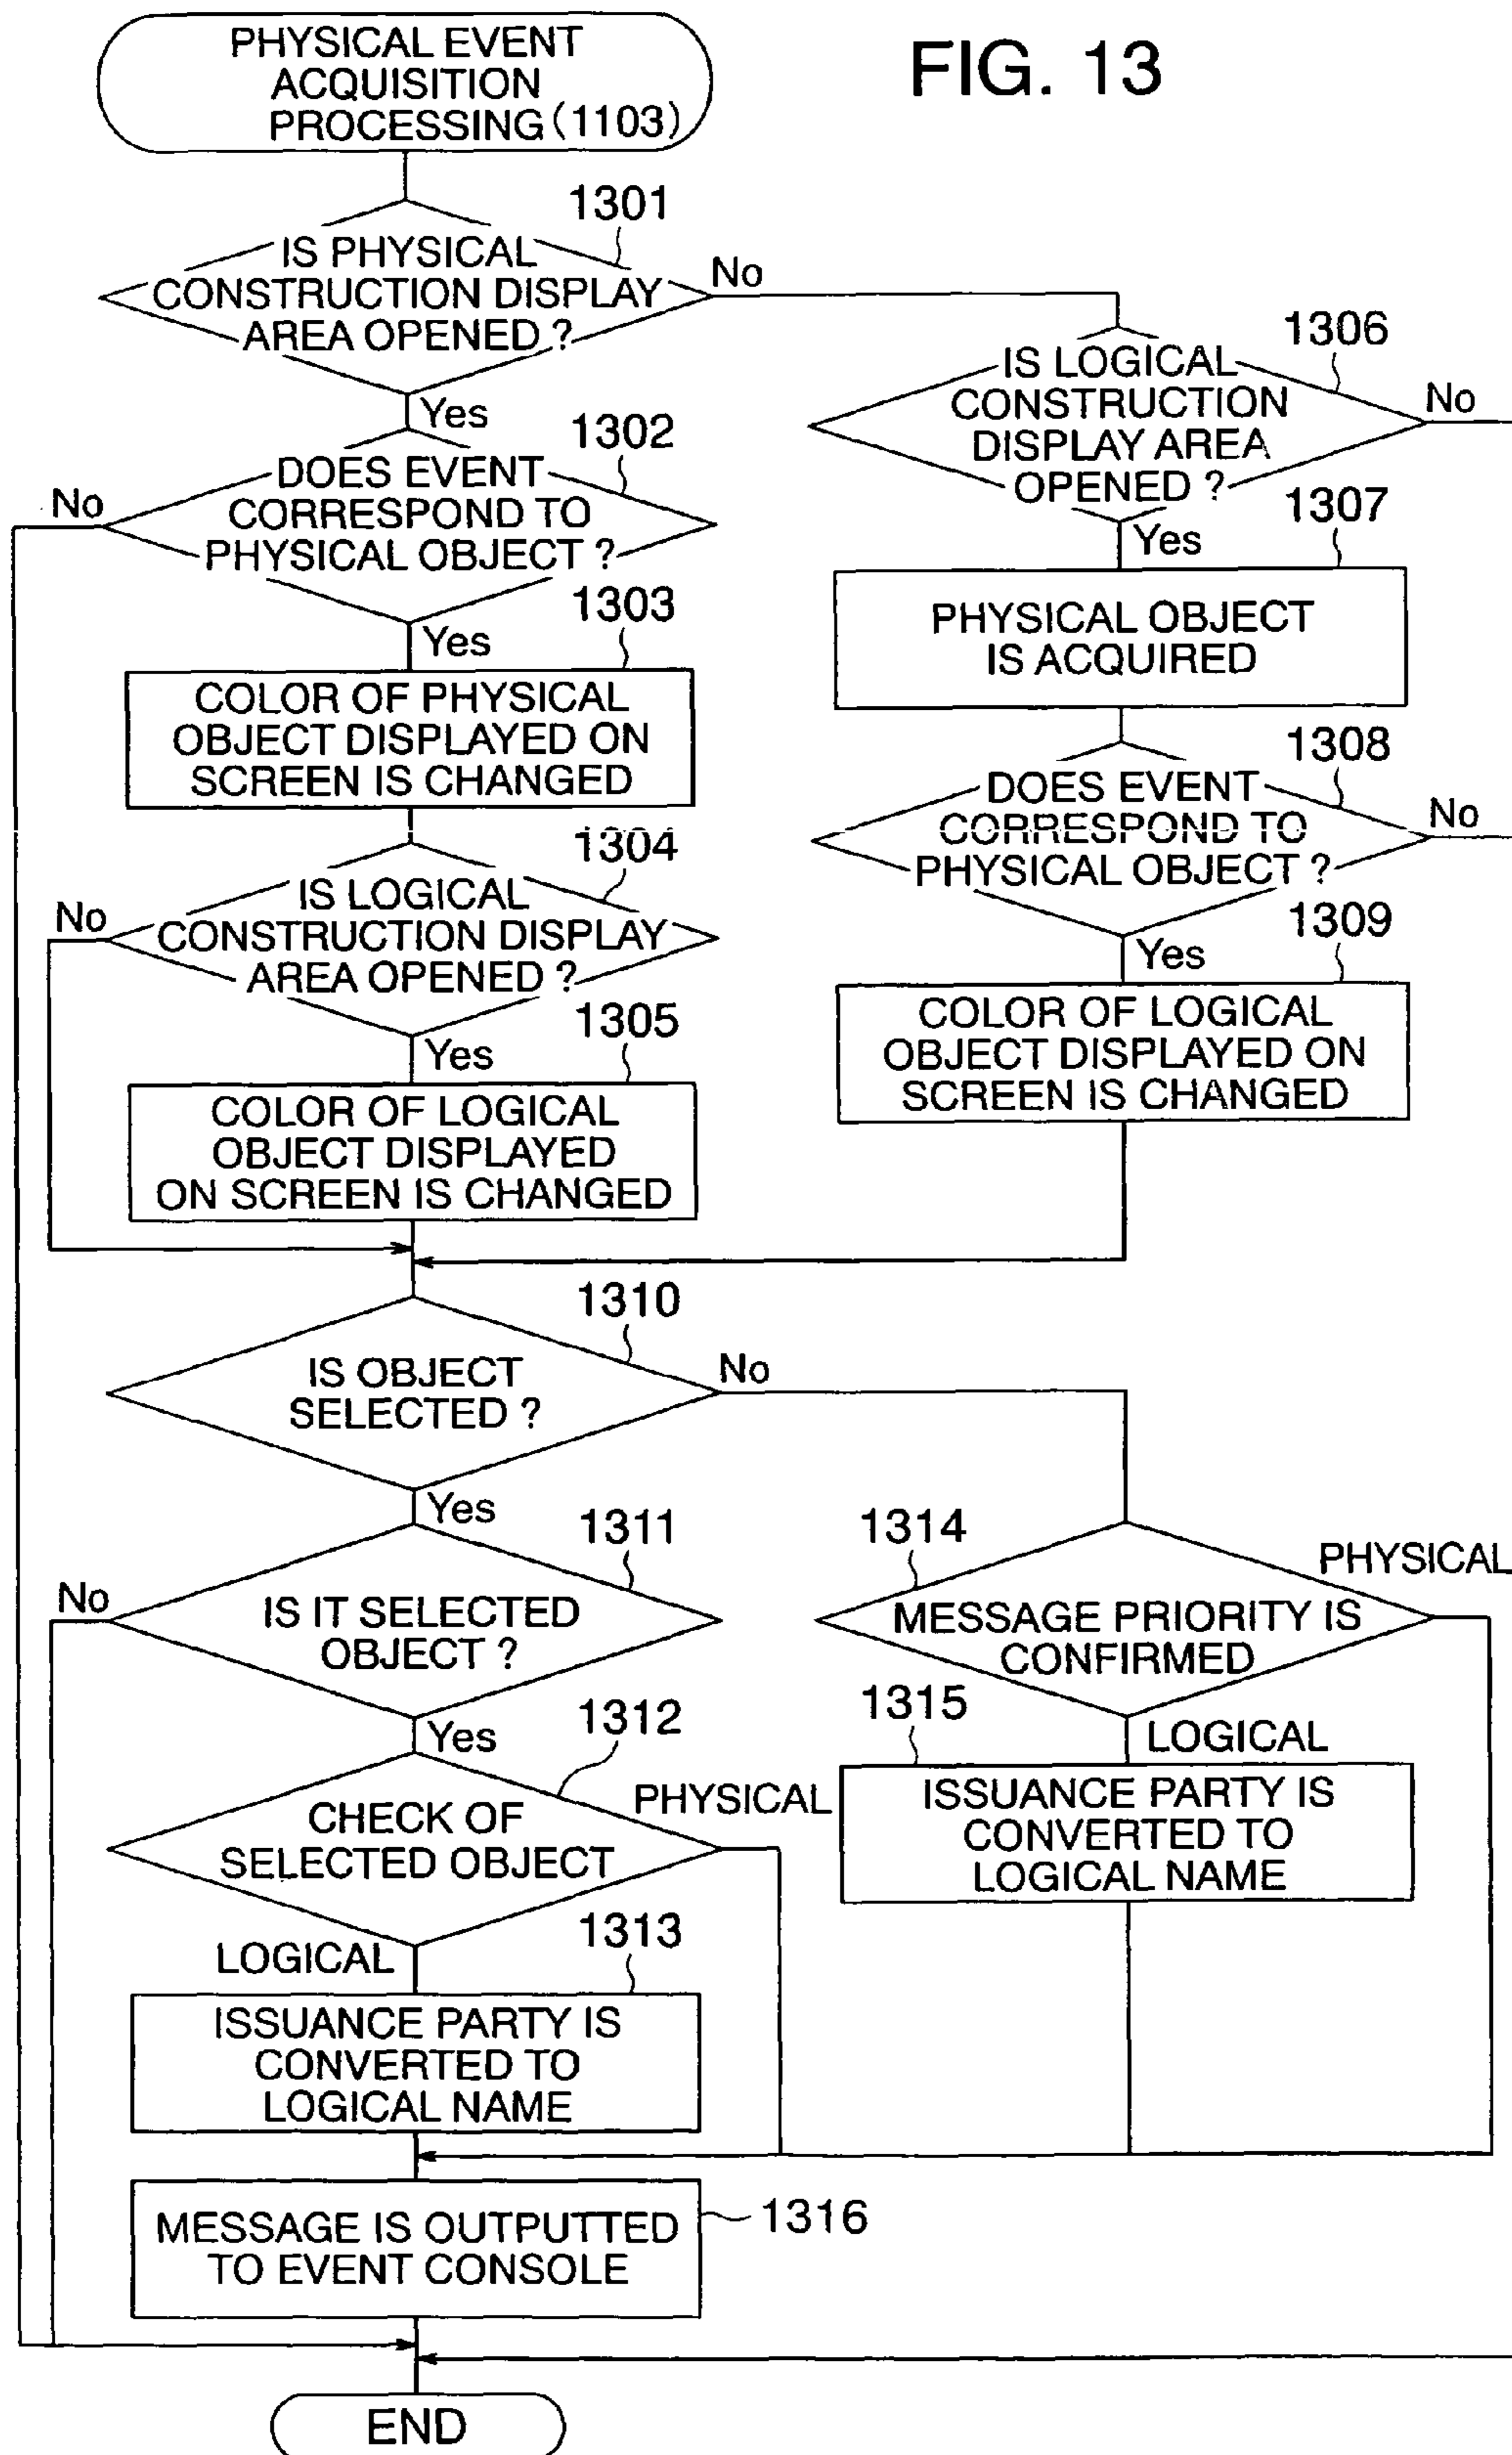 FIG. 13
PHYSICAL EVENT
ACQUISITION
PROCESSING (1103)
1301
IS PHYSICAL
CONSTRUCTION DISPLAY
AREA OPENED ?
No
Yes
1302
DOES EVENT
CORRESPOND TO
PHYSICAL OBJECT ?
No
Yes
1303
COLOR OF PHYSICAL
OBJECT DISPLAYED ON
SCREEN IS CHANGED
1304
IS LOGICAL
CONSTRUCTION DISPLAY
AREA OPENED ?
No
Yes
1305
COLOR OF LOGICAL
OBJECT DISPLAYED
ON SCREEN IS CHANGED
1306
IS LOGICAL
CONSTRUCTION
DISPLAY AREA
OPENED ?
No
Yes
1307
PHYSICAL OBJECT
IS ACQUIRED
1308
DOES EVENT
CORRESPOND TO
PHYSICAL OBJECT ?
No
Yes
1309
COLOR OF LOGICAL
OBJECT DISPLAYED ON
SCREEN IS CHANGED
1310
IS OBJECT
SELECTED ?
No
Yes
1311
IS IT SELECTED
OBJECT ?
No
Yes
1312
CHECK OF
SELECTED OBJECT
PHYSICAL
LOGICAL
1313
ISSUANCE PARTY IS
CONVERTED TO
LOGICAL NAME
1314
MESSAGE PRIORITY IS
CONFIRMED
PHYSICAL
LOGICAL
1315
ISSUANCE PARTY IS
CONVERTED TO
LOGICAL NAME
MESSAGE IS OUTPUTTED
TO EVENT CONSOLE
1316
END